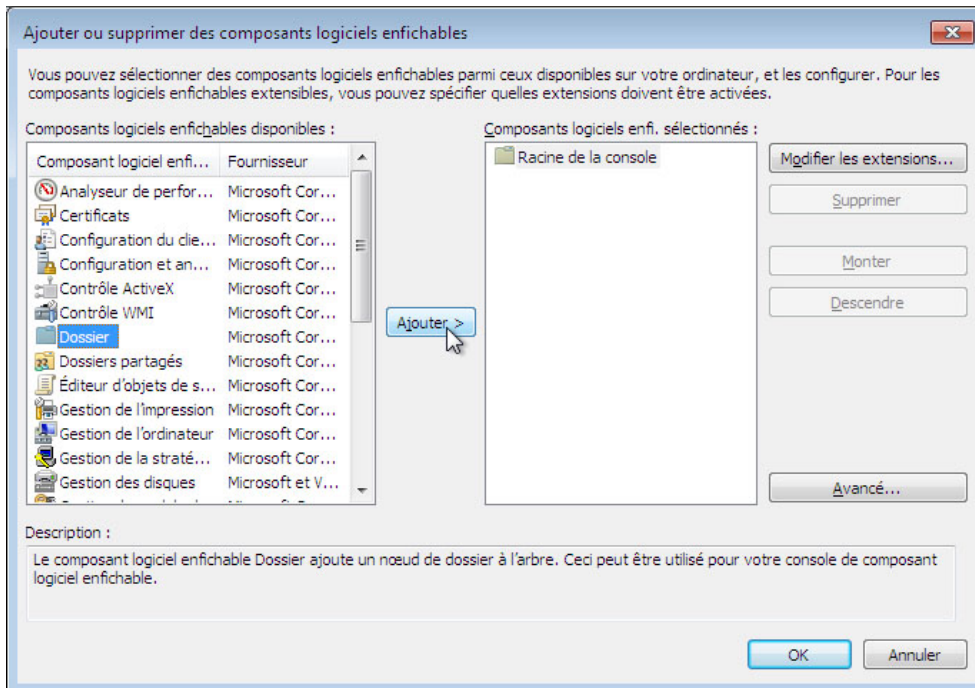 Ajouter ou supprimer des composants logiciels enfichables
Vous pouvez sélectionner des composants logiciels enfichables parmi ceux disponibles sur votre ordinateur, et les configurer. Pour les
composants logiciels enfichables extensibles, vous pouvez spécifier quelles extensions doivent être activées.
Composants logiciels enfichables disponibles :
Composant logiciel enfi... Fournisseur
Analyseur de perfor... Microsoft Cor...
Certificats Microsoft Cor...
Configuration du clie... Microsoft Cor...
Configuration et an... Microsoft Cor...
Contrôle ActiveX Microsoft Cor...
Contrôle WMI Microsoft Cor...
Dossier Microsoft Cor...
Dossiers partagés Microsoft Cor...
Éditeur d'objets de s... Microsoft Cor...
Gestion de l'impression Microsoft Cor...
Gestion de l'ordinateur Microsoft Cor...
Gestion de la straté... Microsoft Cor...
Gestion des disques Microsoft et V...
Ajouter >
Composants logiciels enfi. sélectionnés :
Racine de la console
Modifier les extensions...
Supprimer
Monter
Descendre
Avancé...
Description :
Le composant logiciel enfichable Dossier ajoute un nœud de dossier à l'arbre. Ceci peut être utilisé pour votre console de composant
logiciel enfichable.
OK
Annuler